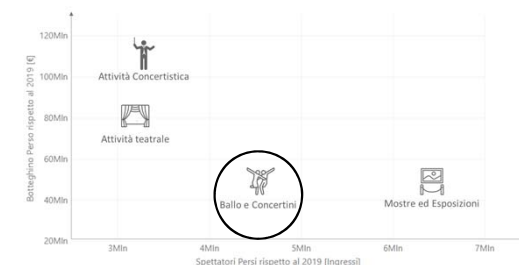 Botteghino Perso rispetto al 2019 [€]
120Mln
100Mln
80Mln
60Mln
40Mln
20Mln
Attività Concertistica
Attività teatrale
Ballo e Concertini
Mostre ed Esposizioni
3Mln 4Mln 5Mln 6Mln 7Mln
Spettatori Persi rispetto al 2019 [Ingressi]